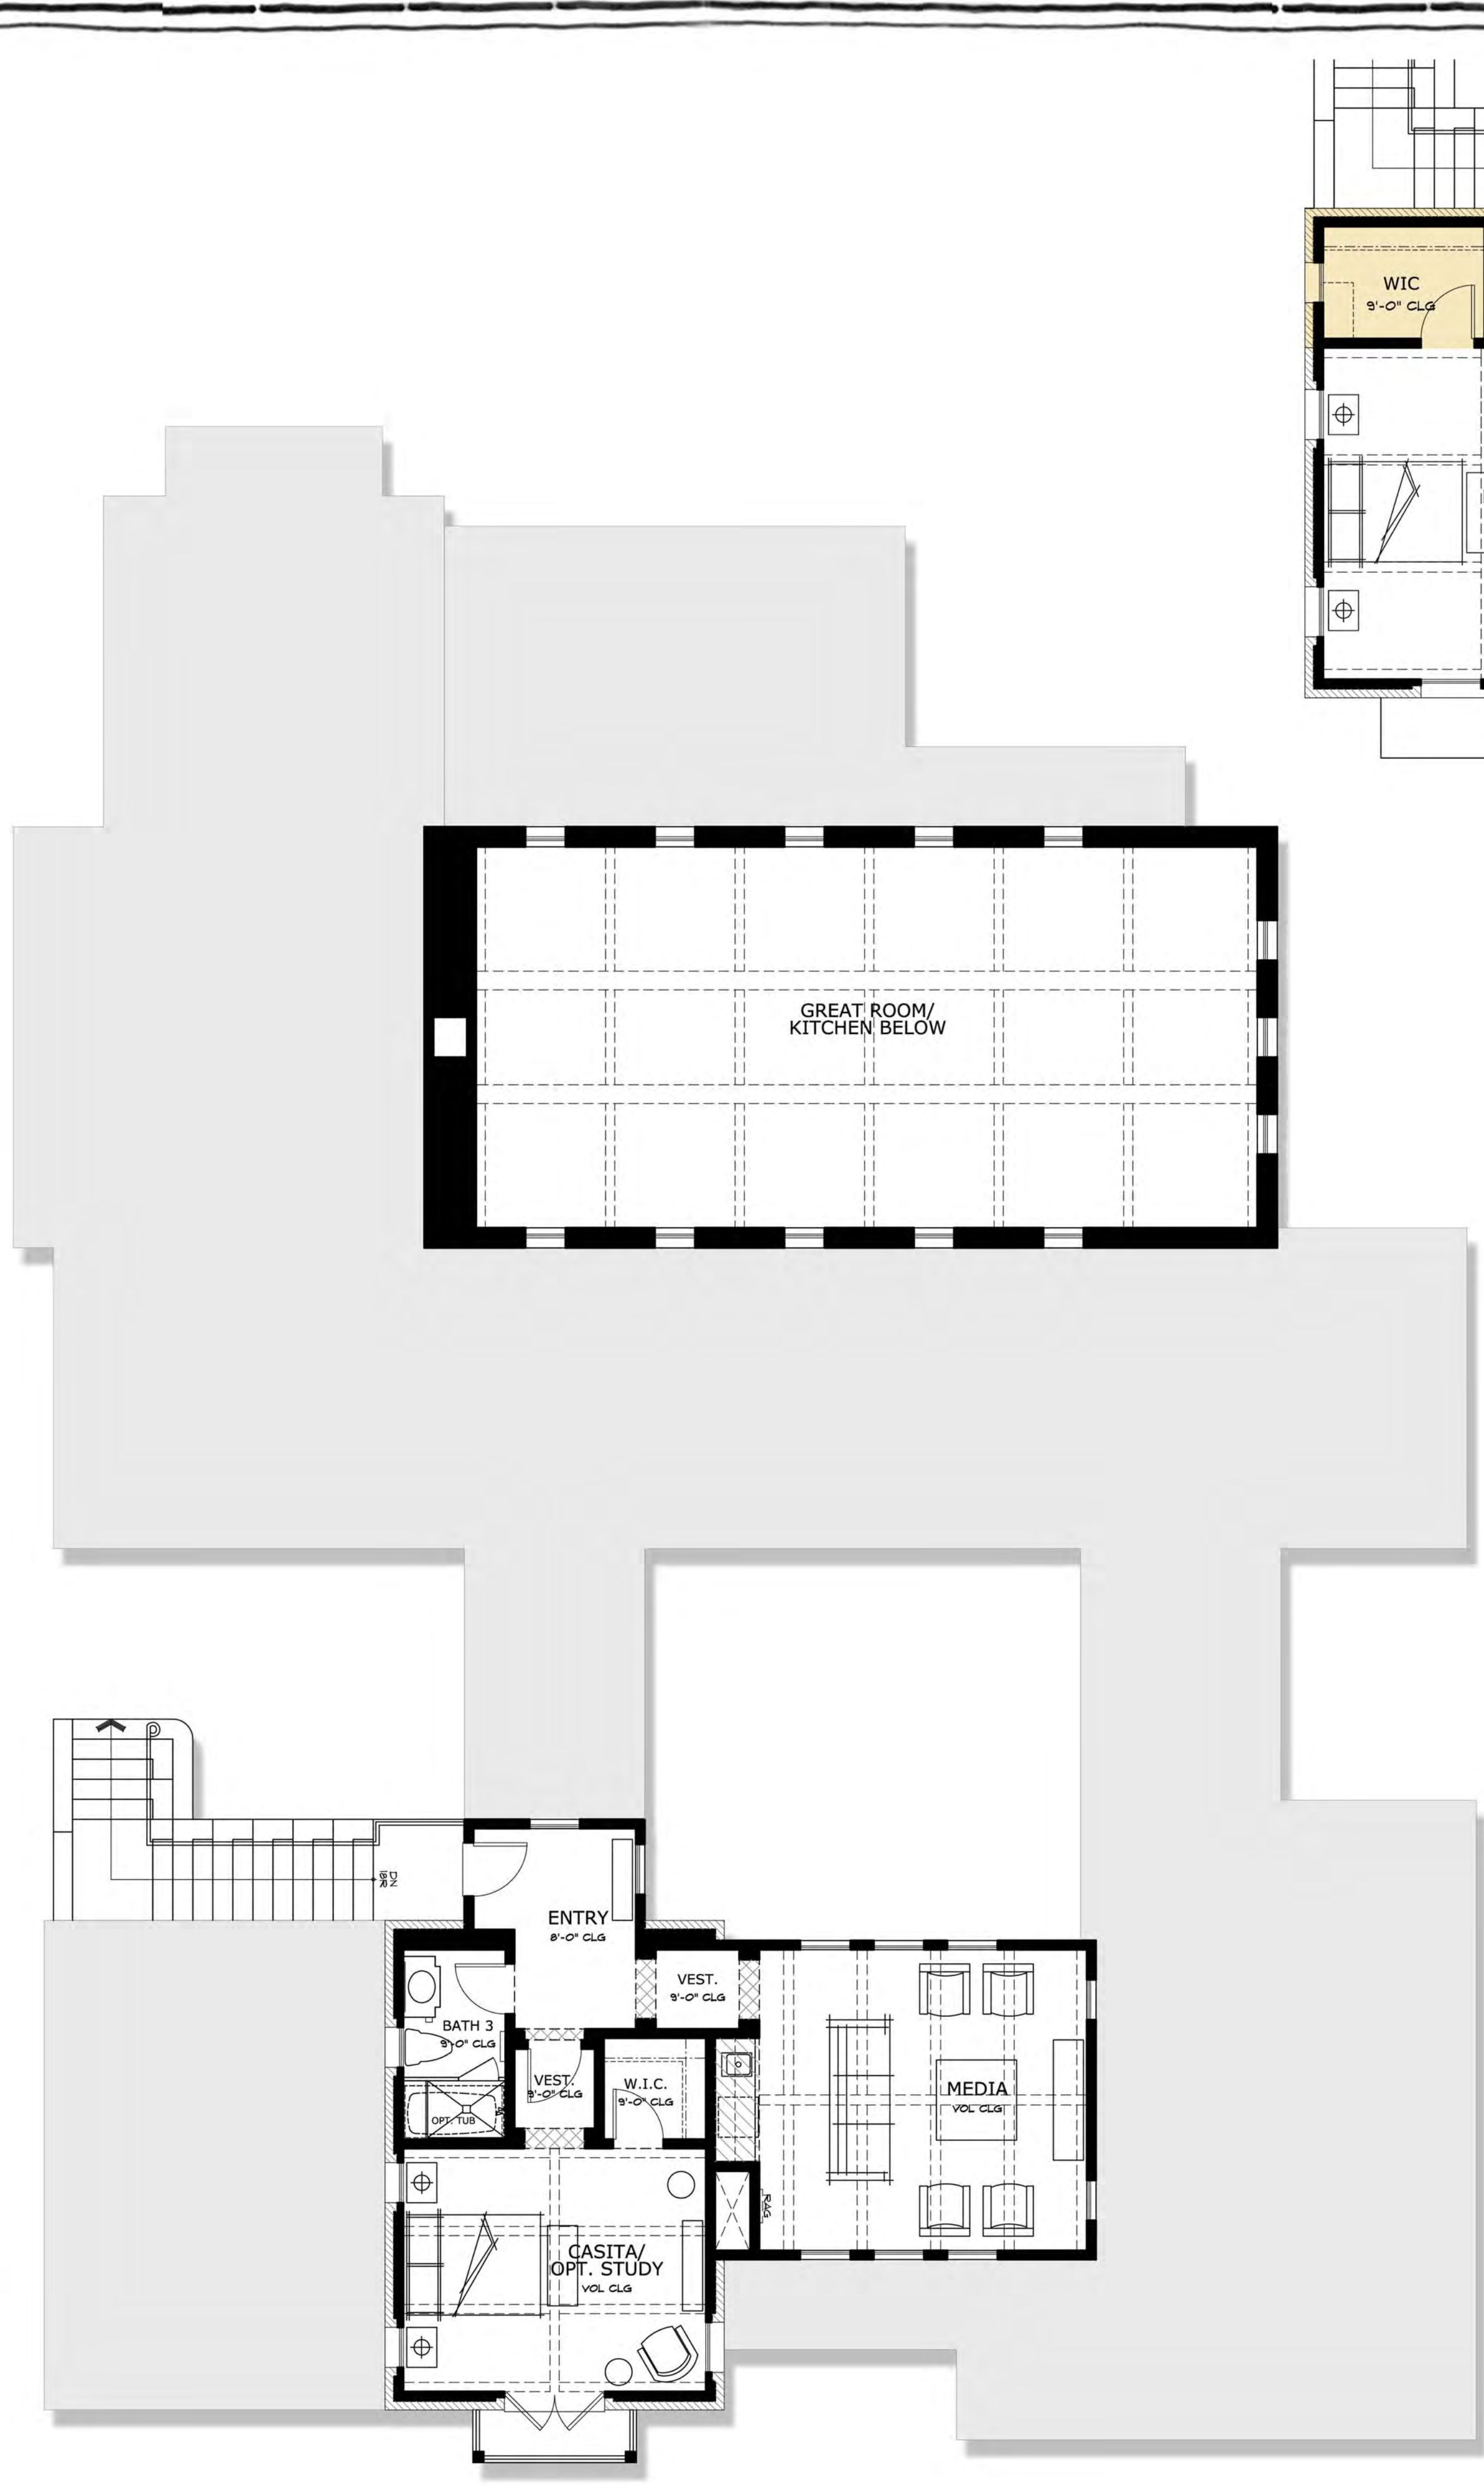 WIC
9'-0" CLG
GREAT ROOM/
KITCHEN BELOW
DN
18R
ENTRY
8'-0" CLG
VEST.
9'-0" CLG
BATH 3
9'-0" CLG
VEST.
9'-0" CLG
W.I.C.
9'-0" CLG
OPT. TUB
MEDIA
VOL CLG
RAG
CASITA/
OPT. STUDY
VOL CLG